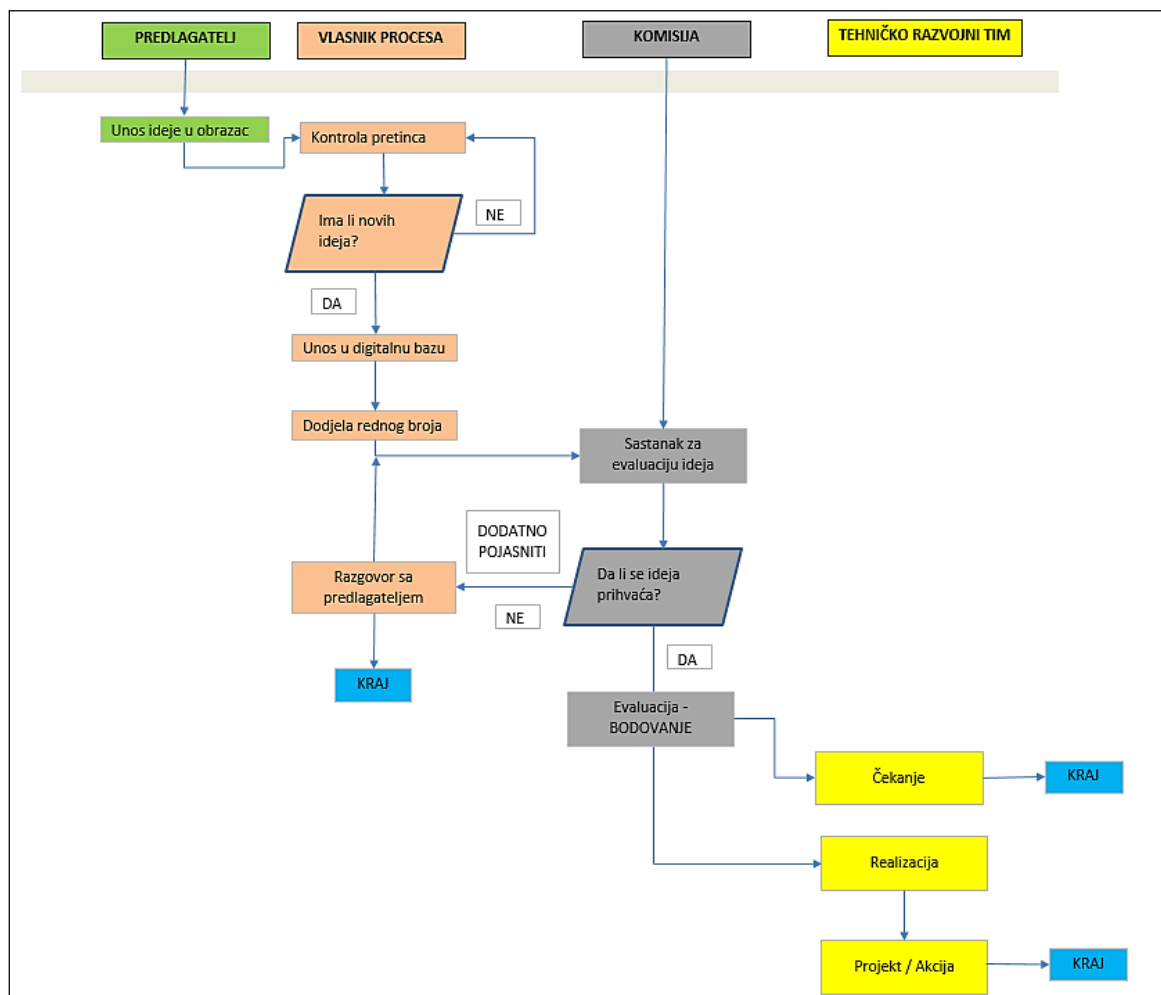 PREDLAGATELJ
VLASNIK PROCESA
KOMISIJA
TEHNIČKO RAZVOJNI TIM
Unos ideje u obrazac
Kontrola pretinca
Ima li novih
ideja?
NE
DA
Unos u digitalnu bazu
Dodjela rednog broja
Sastanak za
evaluaciju ideja
DODATNO
POJASNITI
Da li se ideja
prihvaća?
Razgovor sa
predlagateljem
NE
DA
KRAJ
Evaluacija -
BODOVANJE
Čekanje
KRAJ
Realizacija
Projekt / Akcija
KRAJ